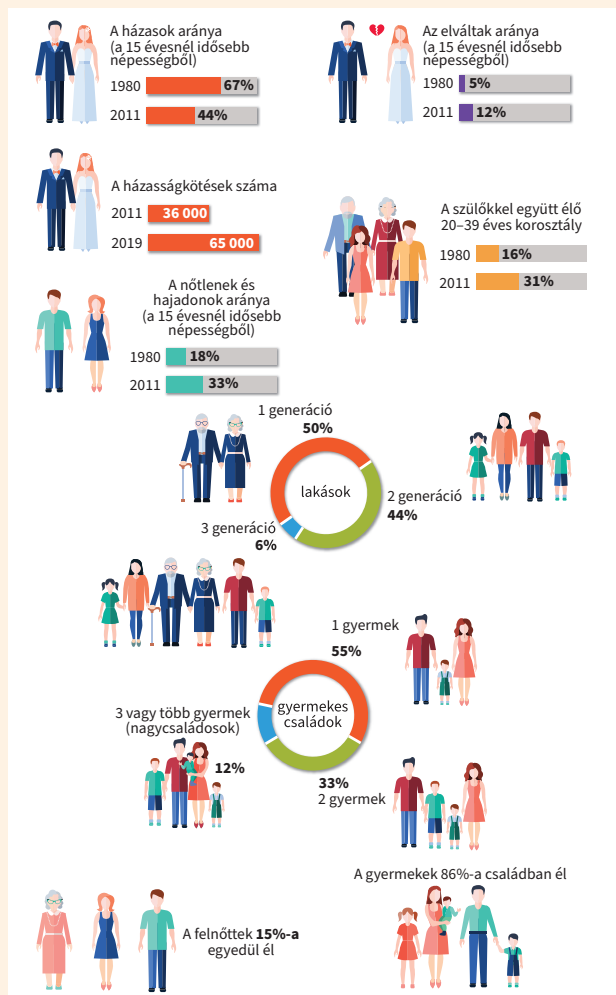 A házasok aránya
(a 15 évesnél idősebb
népességből)
1980 67%
2011 44%
Az elváltak aránya
(a 15 évesnél idősebb
népességből)
1980 5%
2011 12%
A házasságkötések száma
2011 36 000
2019 65 000
A szülőkkel együtt élő
20–39 éves korosztály
1980 16%
2011 31%
A nőtlenek és
hajadonok aránya
(a 15 évesnél idősebb
népességből)
1980 18%
2011 33%
1 generáció
50%
lakások
2 generáció
44%
3 generáció
6%
1 gyermek
55%
gyermekes
családok
3 vagy több gyermek
(nagycsaládosok)
12%
33%
2 gyermek
A gyermekek 86%-a családban él
A felnőttek 15%-a
egyedül él